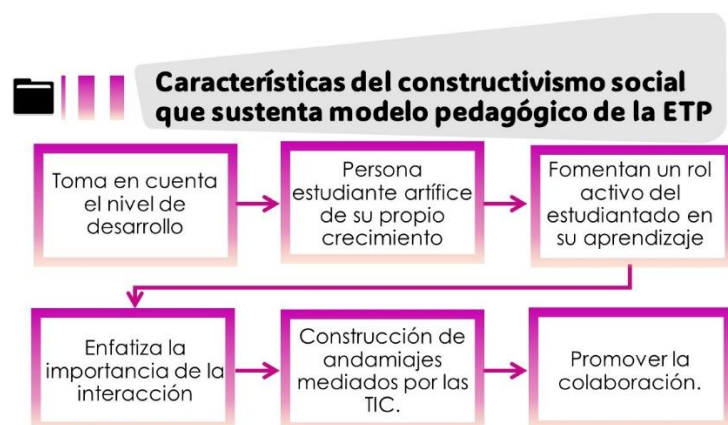 Características del constructivismo social
que sustenta modelo pedagógico de la ETP
Toma en cuenta
el nivel de
desarrollo
Persona
estudiante artífice
de su propio
crecimiento
Fomentan un rol
activo del
estudiantado en
su aprendizaje
Enfatiza la
importancia de la
interacción
Construcción de
andamiajes
mediados por las
TIC.
Promover la
colaboración.